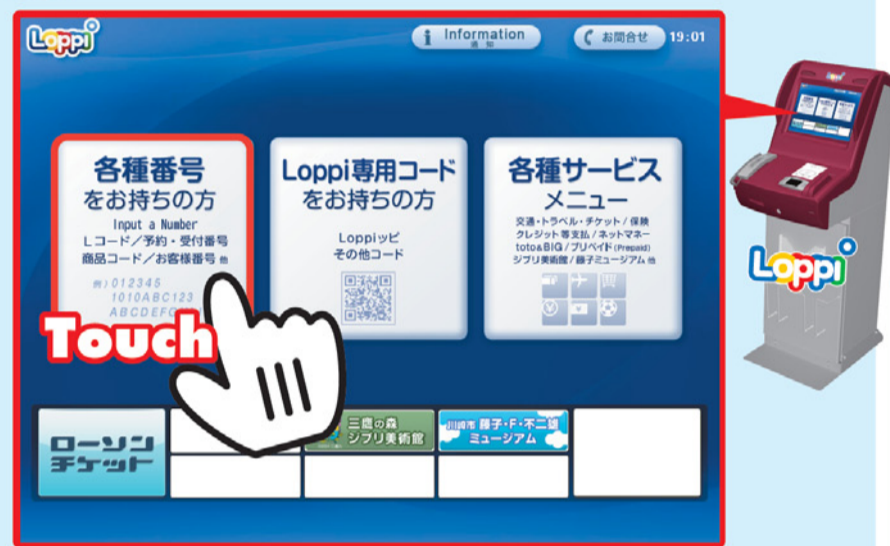 Loppi
Information
通知
お問合せ
19:01
各種番号
をお持ちの方
Input a Number
Lコード／予約・受付番号
商品コード／お客様番号 他
例) 012345
1010ABC123
ABCDEF
Touch
Loppi専用コード
をお持ちの方
Loppiッピ
その他コード
各種サービス
メニュー
交通・トラベル・チケット / 保険
クレジット等支払 / ネットマネー
toto&BIG / プリペイド(Prepaid)
ジブリ美術館 / 藤子ミュージアム 他
ローソン
チケット
三鷹の森
ジブリ美術館
川崎市 藤子・F・不二雄
ミュージアム
Loppi